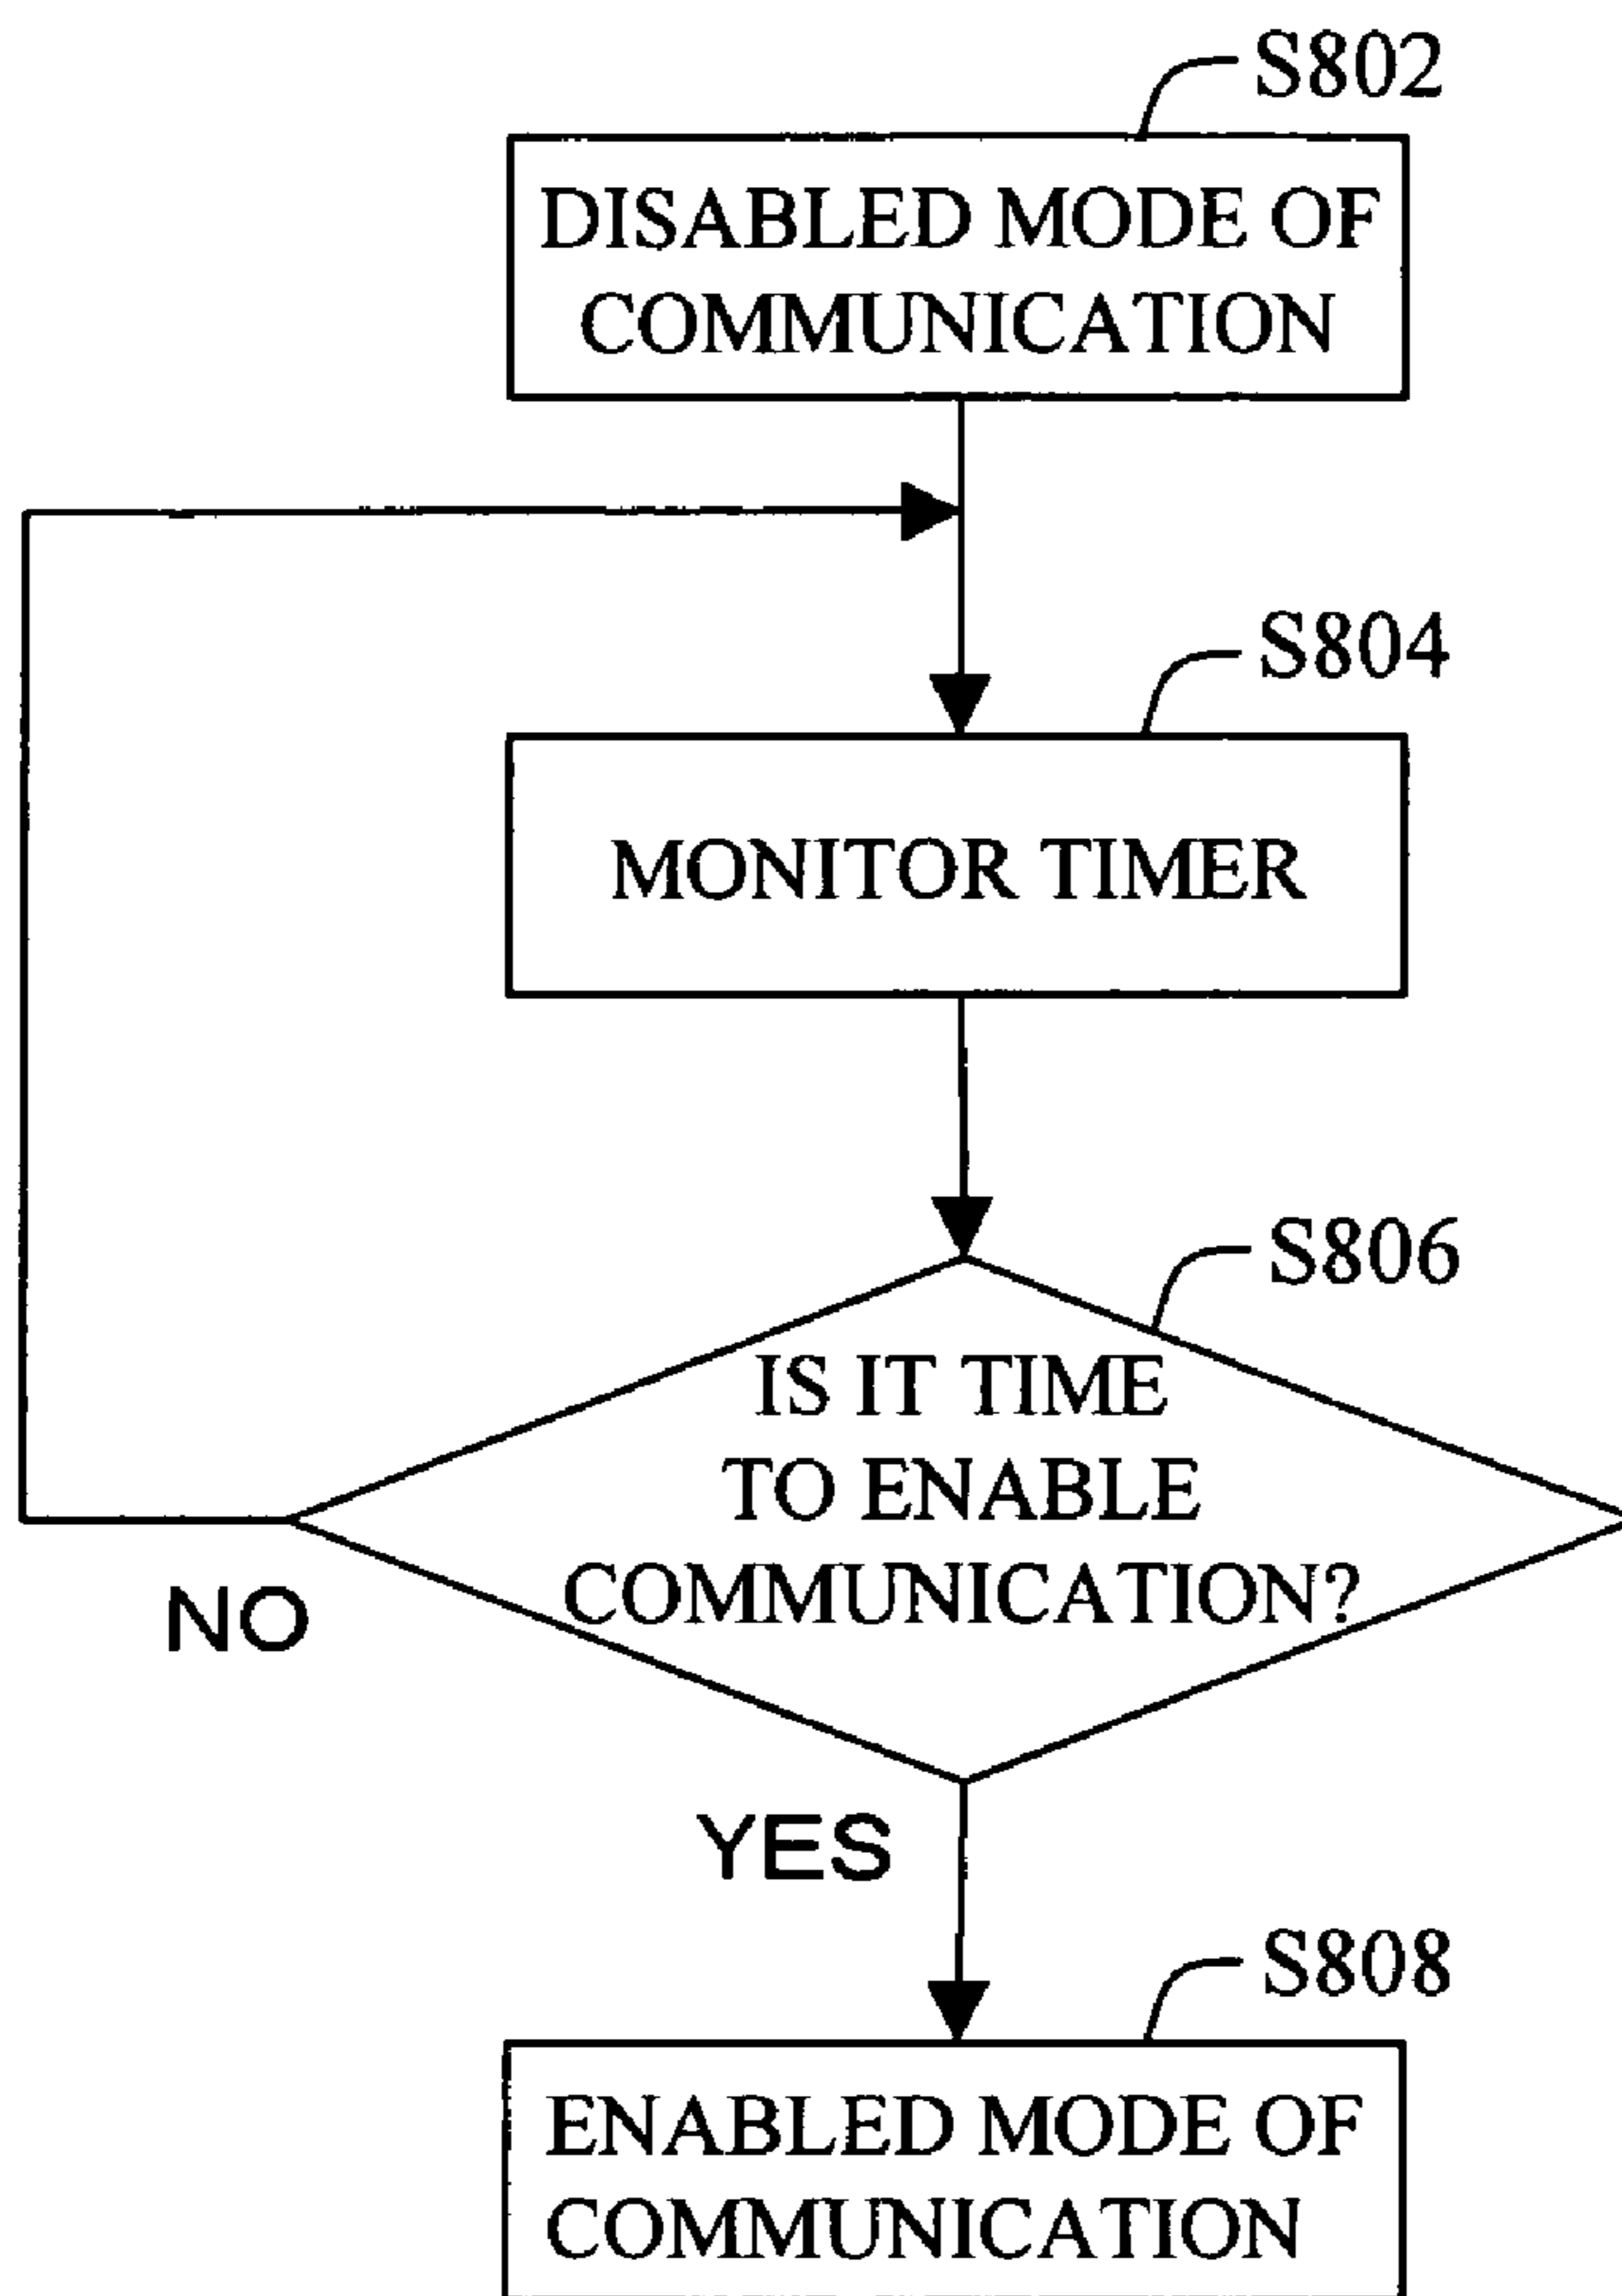 S802
DISABLED MODE OF
COMMUNICATION
S804
MONITOR TIMER
S806
IS IT TIME
TO ENABLE
COMMUNICATION?
NO
YES
S808
ENABLED MODE OF
COMMUNICATION